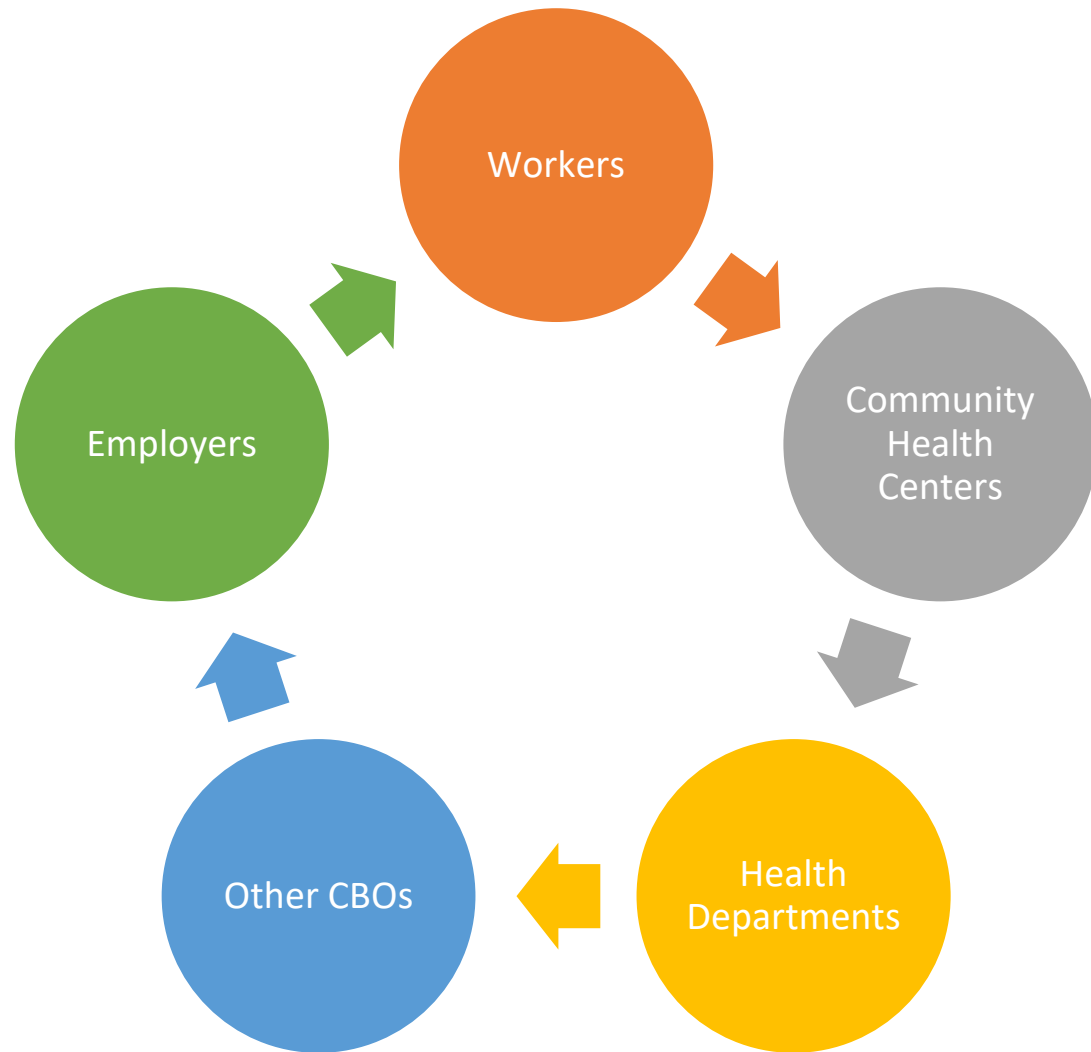 Workers
Community
Health
Centers
Health
Departments
Other CBOs
Employers